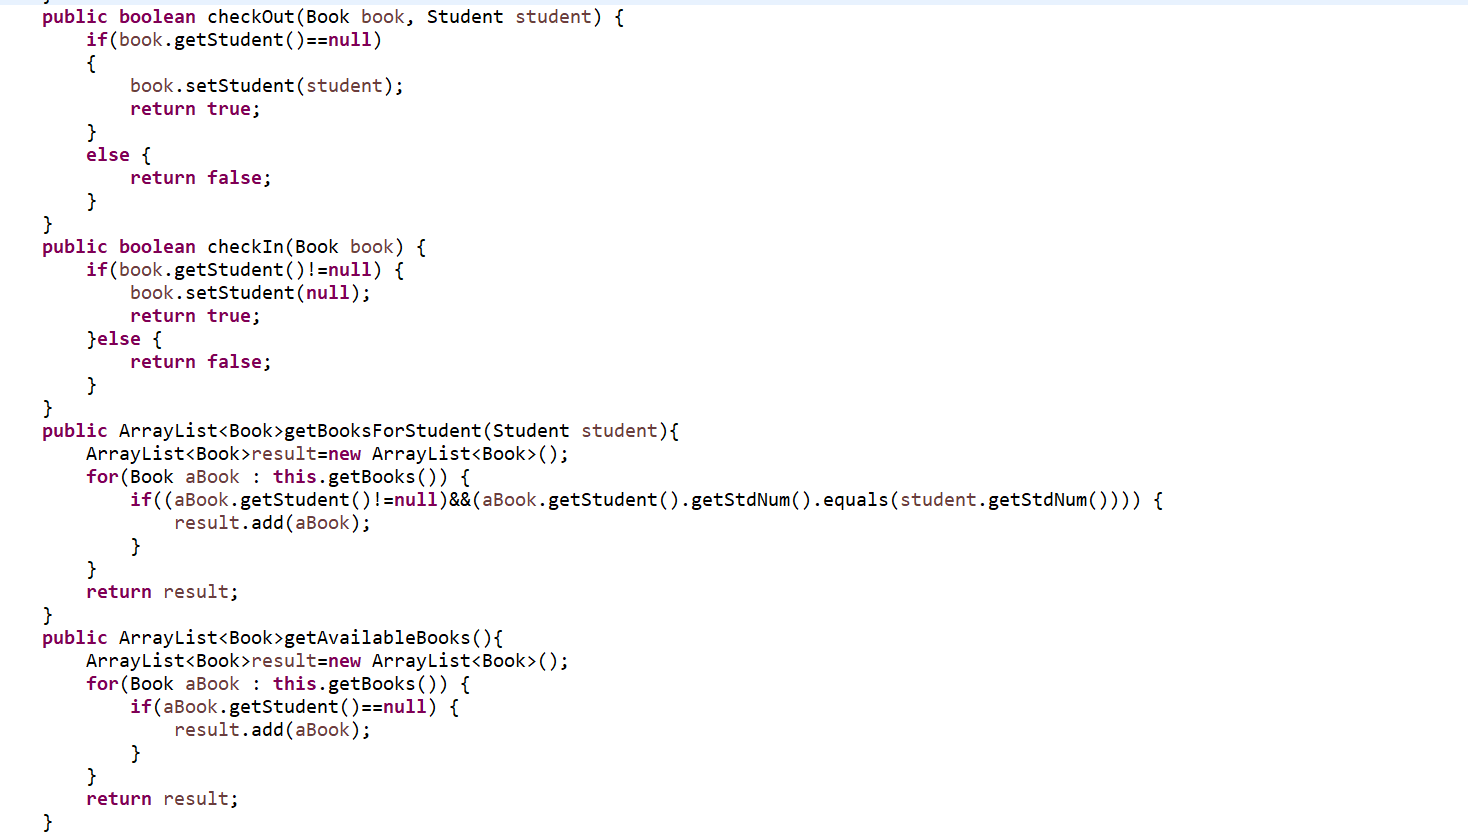 public boolean checkOut(Book book, Student student) {
if(book.getStudent()==null)
{
book.setStudent(student);
return true;
}
else {
return false;
}
}
public boolean checkIn(Book book) {
if(book.getStudent()!=null) {
book.setStudent(null);
return true;
}else {
return false;
}
}
public ArrayList<Book>getBooksForStudent(Student student){
ArrayList<Book>result=new ArrayList<Book>();
for(Book aBook : this.getBooks()) {
if((aBook.getStudent()!=null)&&(aBook.getStudent().getStdNum().equals(student.getStdNum()))) {
result.add(aBook);
}
}
return result;
}
public ArrayList<Book>getAvailableBooks(){
ArrayList<Book>result=new ArrayList<Book>();
for(Book aBook : this.getBooks()) {
if(aBook.getStudent()==null) {
result.add(aBook);
}
}
return result;
}